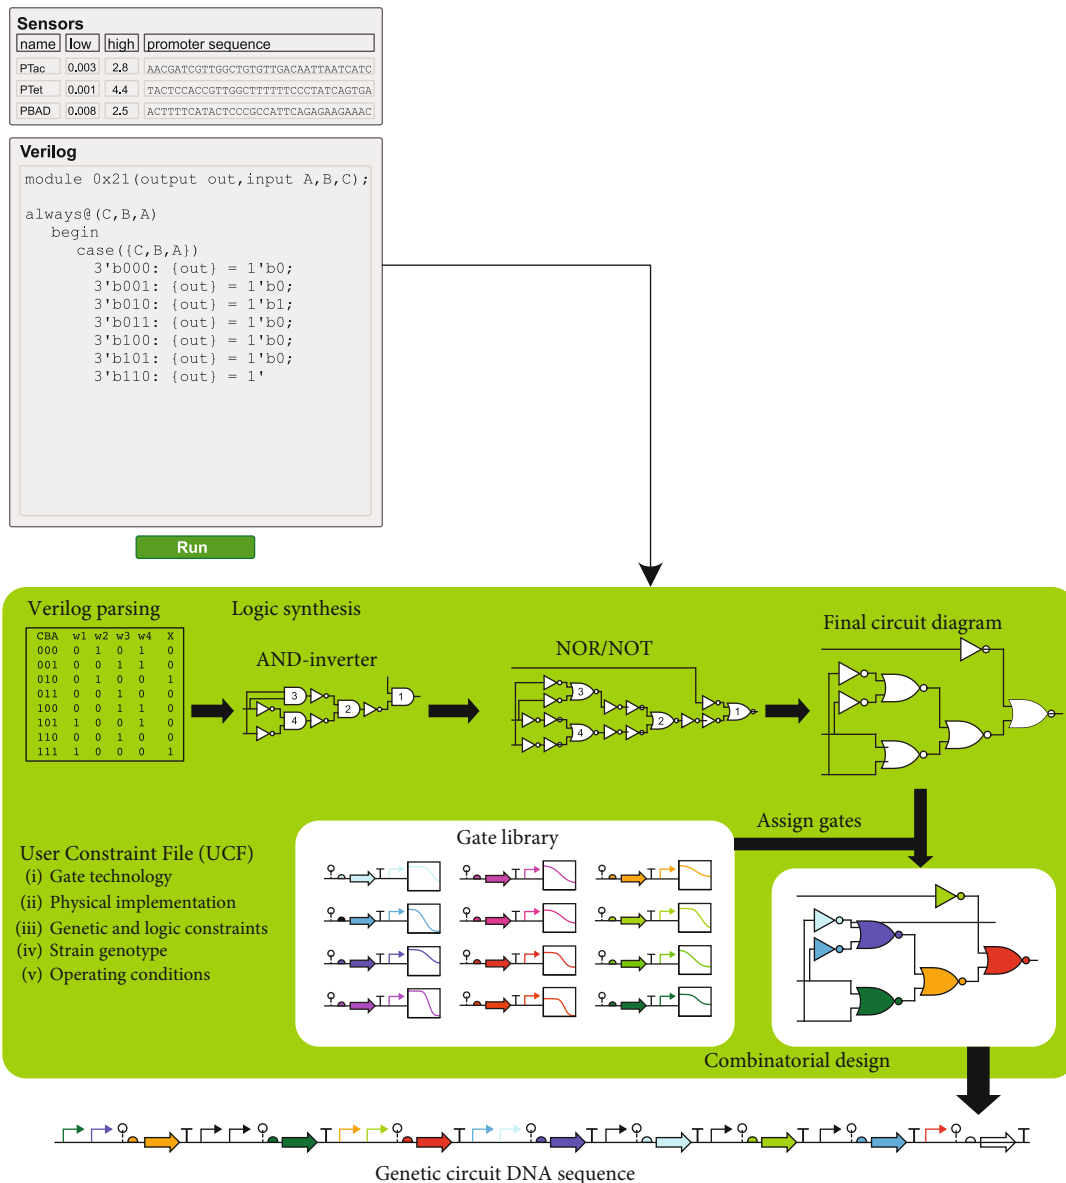 Sensors
name low high promoter sequence
PTac 0.003 2.8 AACGATCGTTGGCTGTGTTGACAATTAATCATC
PTet 0.001 4.4 TACTCCACCGTTGGCTTTTTTCCCTATCAGTGA
PBAD 0.008 2.5 ACTTTTCATACTCCCGCCATTCAGAGAAGAAAC
Verilog
module 0x21(output out,input A,B,C);
always@(C,B,A)
begin
case({C,B,A})
3'b000: {out} = 1'b0;
3'b001: {out} = 1'b0;
3'b010: {out} = 1'b1;
3'b011: {out} = 1'b0;
3'b100: {out} = 1'b0;
3'b101: {out} = 1'b0;
3'b110: {out} = 1'
Run
Verilog parsing
CBA w1 w2 w3 w4 X
000 0 1 0 1 0
001 0 0 1 1 0
010 0 1 0 0 1
011 0 0 1 0 0
100 0 0 1 1 0
101 1 0 0 1 0
110 0 0 1 0 0
111 1 0 0 0 1
Logic synthesis
AND-inverter
3
4
2
1
NOR/NOT
3
4
2
1
Final circuit diagram
Assign gates
Gate library
User Constraint File (UCF)
(i) Gate technology
(ii) Physical implementation
(iii) Genetic and logic constraints
(iv) Strain genotype
(v) Operating conditions
Combinatorial design
Genetic circuit DNA sequence